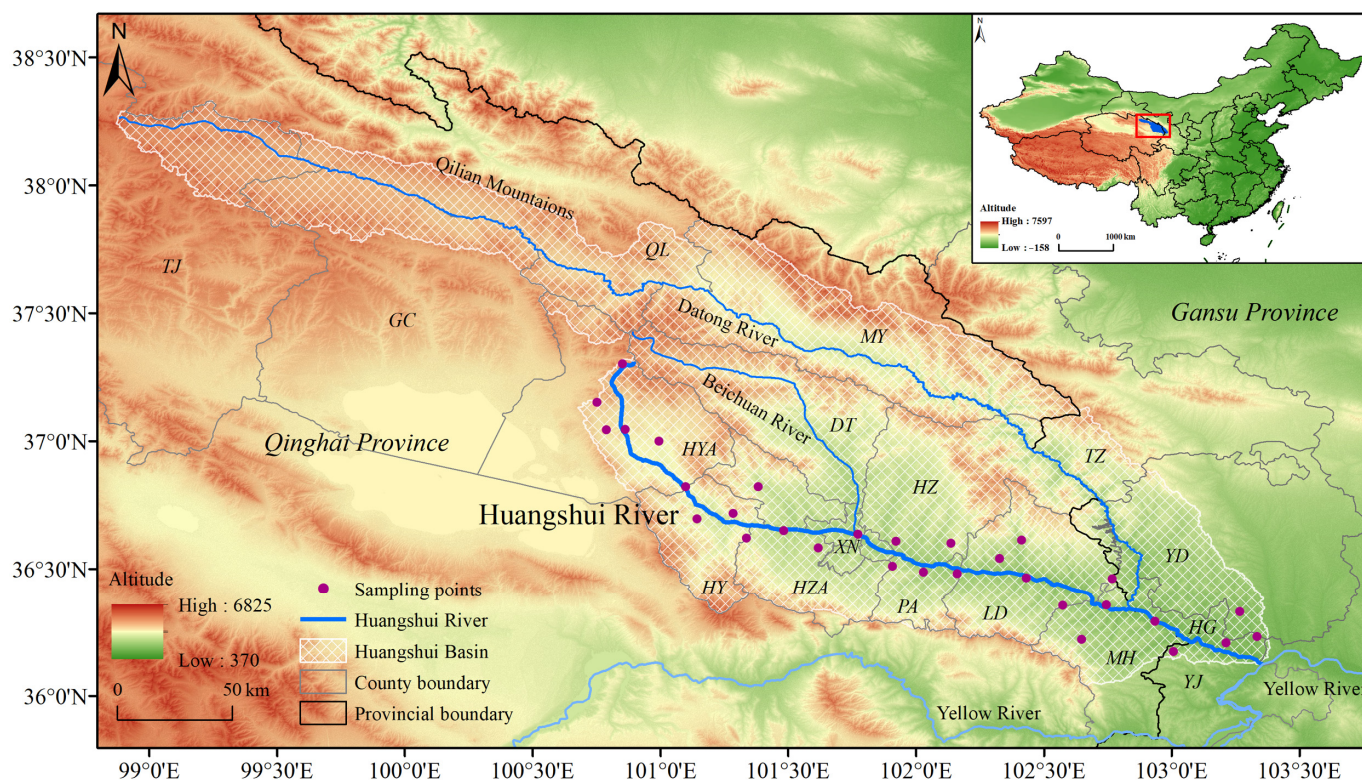 N
38°30'N
38°0'N
37°30'N
37°0'N
36°30'N
36°0'N
99°0'E
99°30'E
100°0'E
100°30'E
101°0'E
101°30'E
102°0'E
102°30'E
103°0'E
103°30'E
N
Altitude
High : 7597
Low : -158
0
1000 km
Qilian Mountaions
TJ
QL
GC
Gansu Province
Datong River
MY
Beichuan River
DT
Qinghai Province
HYA
TZ
HZ
Huangshui River
XN
YD
HY
HZA
PA
LD
HG
MH
YJ
Yellow River
Yellow River
Altitude
High : 6825
Low : 370
0
50 km
Sampling points
Huangshui River
Huangshui Basin
County boundary
Provincial boundary